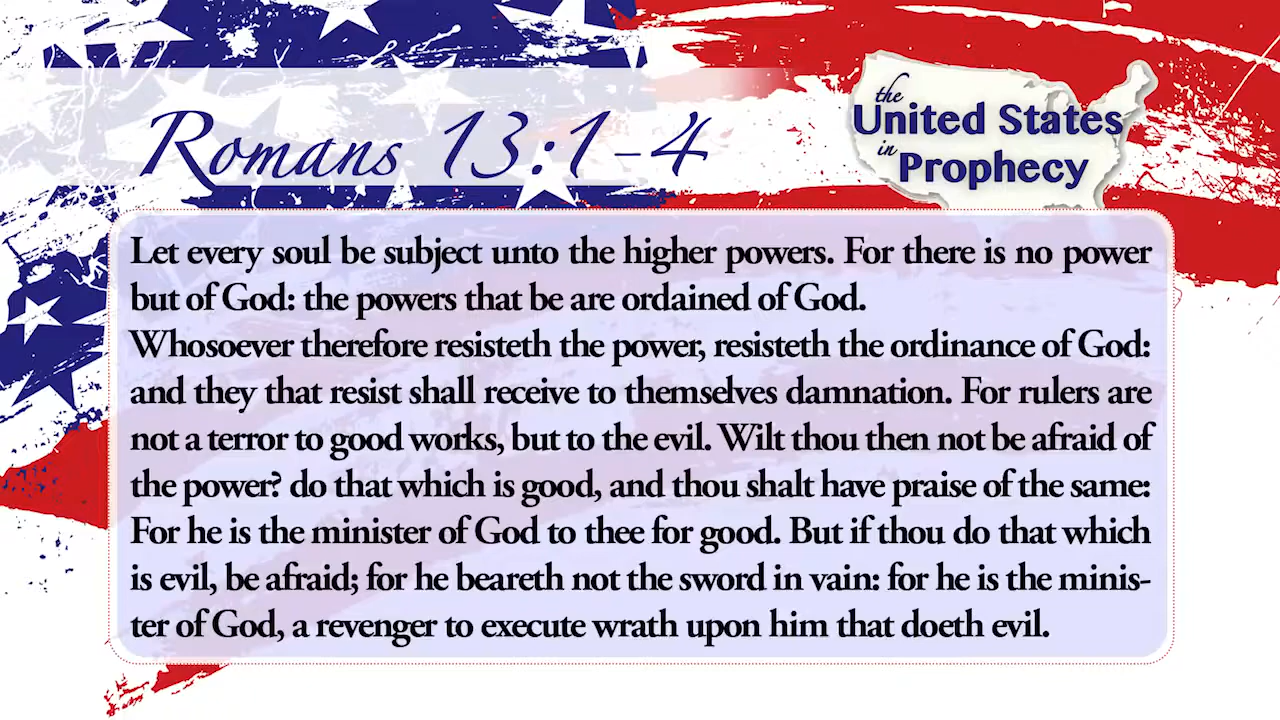 Romans 13:1-4
the
United States
in
Prophecy
Let every soul be subject unto the higher powers. For there is no power
but of God: the powers that be are ordained of God.
Whosoever therefore resisteth the power, resisteth the ordinance of God:
and they that resist shall receive to themselves damnation. For rulers are
not a terror to good works, but to the evil. Wilt thou then not be afraid of
the power? do that which is good, and thou shalt have praise of the same:
For he is the minister of God to thee for good. But if thou do that which
is evil, be afraid; for he beareth not the sword in vain: for he is the minis-
ter of God, a revenger to execute wrath upon him that doeth evil.